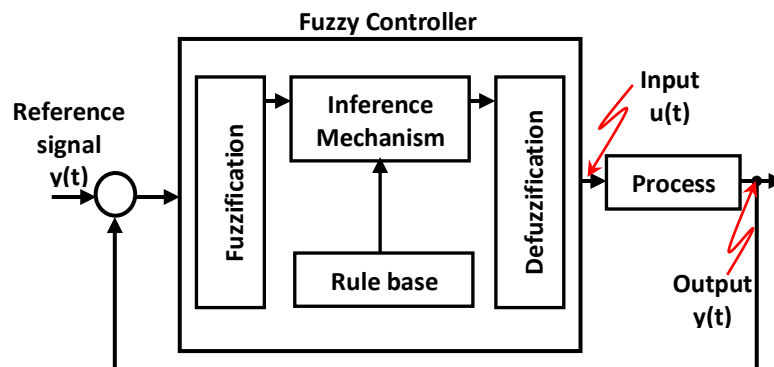 Fuzzy Controller
Reference
signal
γ(t)
Fuzzification
Inference
Mechanism
Rule base
Defuzzification
Input
u(t)
Process
Output
y(t)